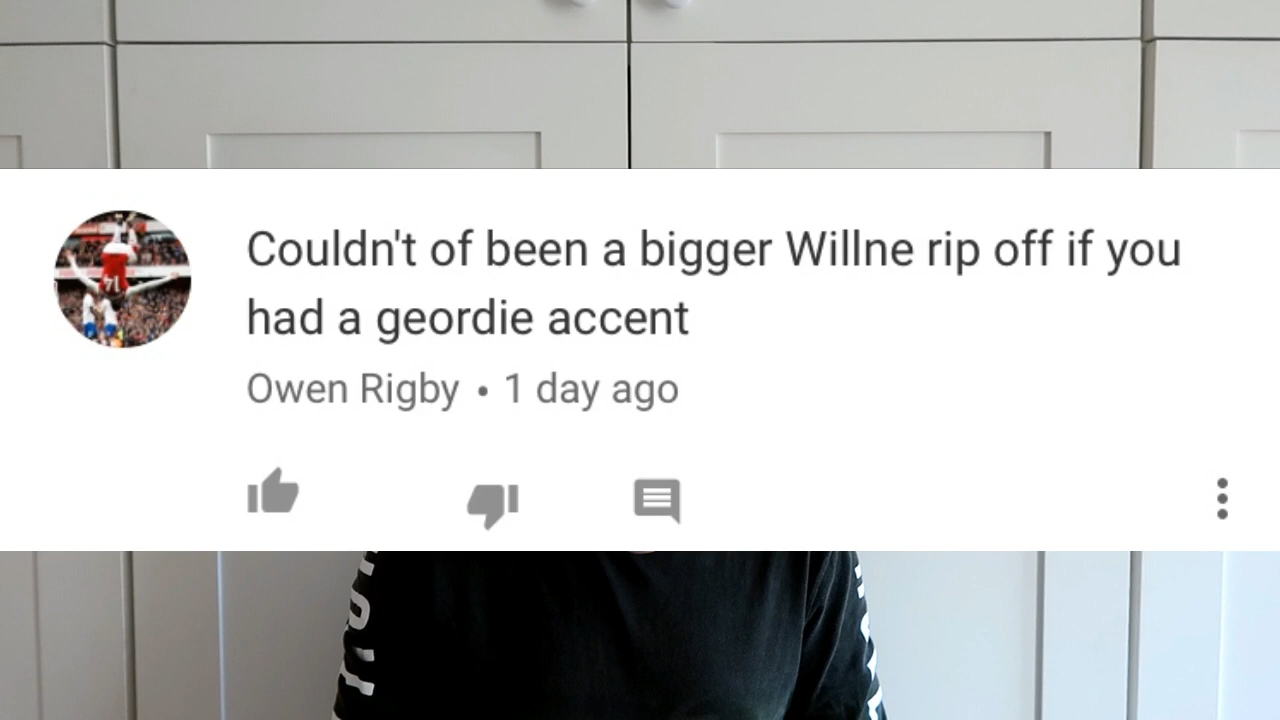 Couldn't of been a bigger Willne rip off if you
had a geordie accent
Owen Rigby • 1 day ago